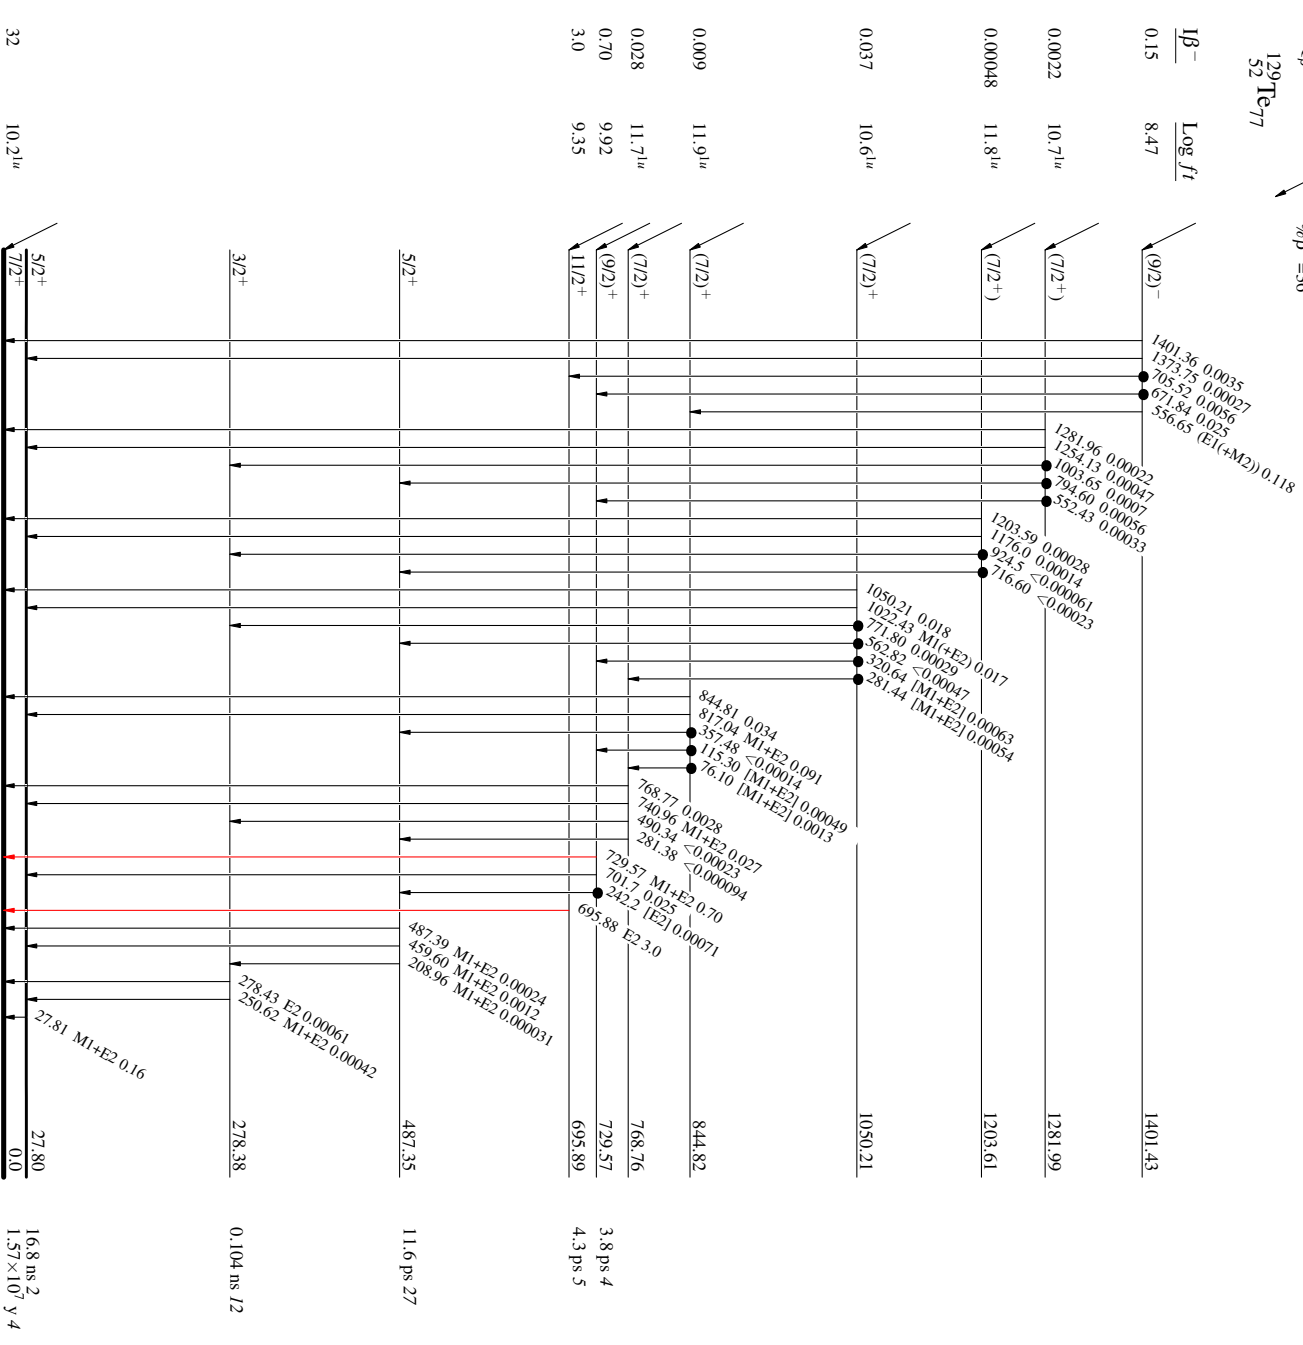 129
52Te77
Iβ−
Log ft
0.15 8.47
0.0022 10.7¹ᵘ
0.00048 11.8¹ᵘ
0.037 10.6¹ᵘ
0.009 11.9¹ᵘ
0.028 11.7¹ᵘ
0.70 9.92
3.0 9.35
32 10.2¹ᵘ
(9/2)−
(7/2+)
(7/2+)
(7/2)+
(7/2)+
(7/2)+
(9/2)+
11/2+
5/2+
3/2+
5/2+
7/2+
1401.36 0.0035
1373.75 0.00027
705.52 0.0056
671.84 0.025
556.65 (E1(+M2)) 0.118
1281.96 0.00022
1254.13 0.00047
1003.65 0.0007
794.60 0.00056
552.43 0.00033
1203.59 0.00028
1176.0 0.00014
924.5 <0.000061
716.60 <0.00023
1050.21 0.018
1022.43 M1(+E2) 0.017
771.80 0.00029
562.82 <0.00047
320.64 [M1+E2] 0.00063
281.44 [M1+E2] 0.00054
844.81 0.034
817.04 M1+E2 0.091
357.48 <0.00014
115.30 [M1+E2] 0.00049
76.10 [M1+E2] 0.0013
768.77 0.0028
740.96 M1+E2 0.027
490.34 <0.00023
281.38 <0.000094
729.57 M1+E2 0.70
701.7 0.025
242.2 [E2] 0.00071
695.88 E2 3.0
487.39 M1+E2 0.00024
459.60 M1+E2 0.0012
208.96 M1+E2 0.000031
278.43 E2 0.00061
250.62 M1+E2 0.00042
27.81 M1+E2 0.16
1401.43
1281.99
1203.61
1050.21
844.82
768.76
729.57 3.8 ps 4
695.89 4.3 ps 5
487.35 11.6 ps 27
278.38 0.104 ns 12
27.80 16.8 ns 2
0.0 1.57×10⁷ y 4